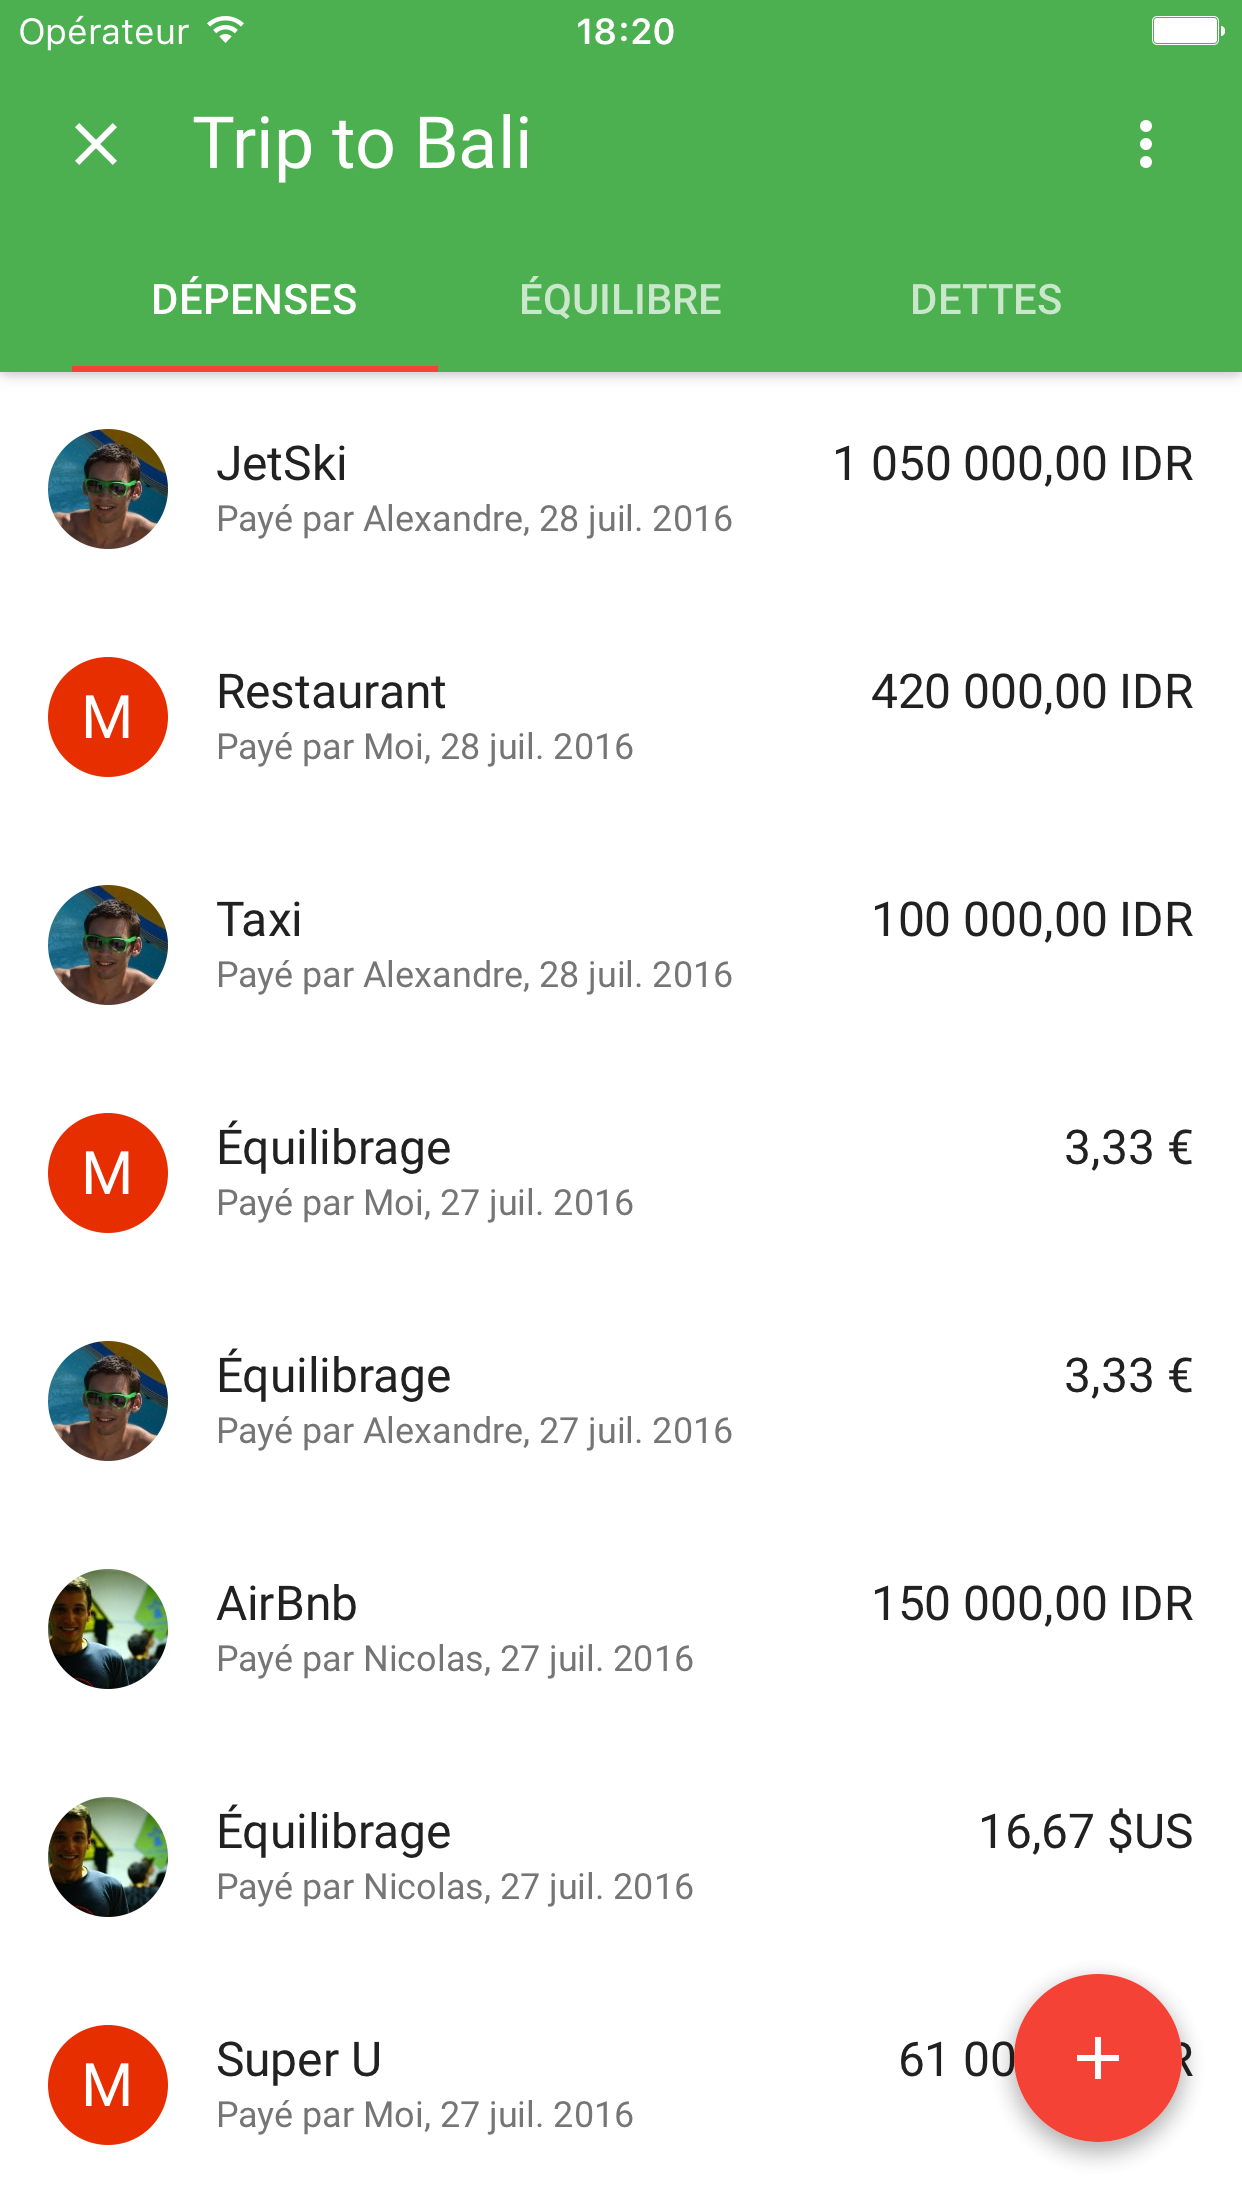 Opérateur 18:20
Trip to Bali
DÉPENSES ÉQUILIBRE DETTES
JetSki 1 050 000,00 IDR
Payé par Alexandre, 28 juil. 2016
M
Restaurant 420 000,00 IDR
Payé par Moi, 28 juil. 2016
Taxi 100 000,00 IDR
Payé par Alexandre, 28 juil. 2016
M
Équilibrage 3,33 €
Payé par Moi, 27 juil. 2016
Équilibrage 3,33 €
Payé par Alexandre, 27 juil. 2016
AirBnb 150 000,00 IDR
Payé par Nicolas, 27 juil. 2016
Équilibrage 16,67 $US
Payé par Nicolas, 27 juil. 2016
M
Super U 61
Payé par Moi, 27 juil. 2016